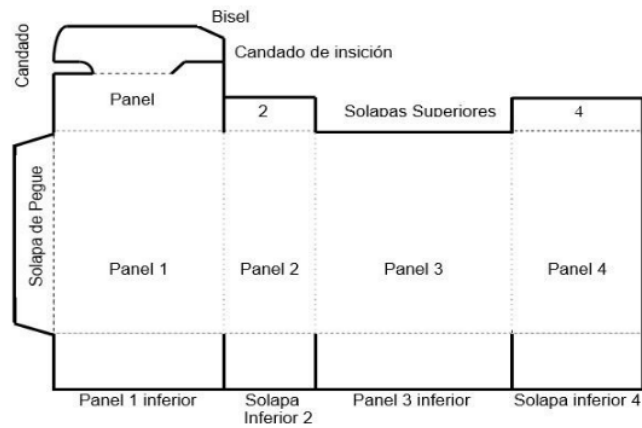 Bisel
Candado
Candado de insición
Panel
2
Solapas Superiores
4
Solapa de Pegue
Panel 1
Panel 2
Panel 3
Panel 4
Panel 1 inferior
Solapa
Inferior 2
Panel 3 inferior
Solapa inferior 4